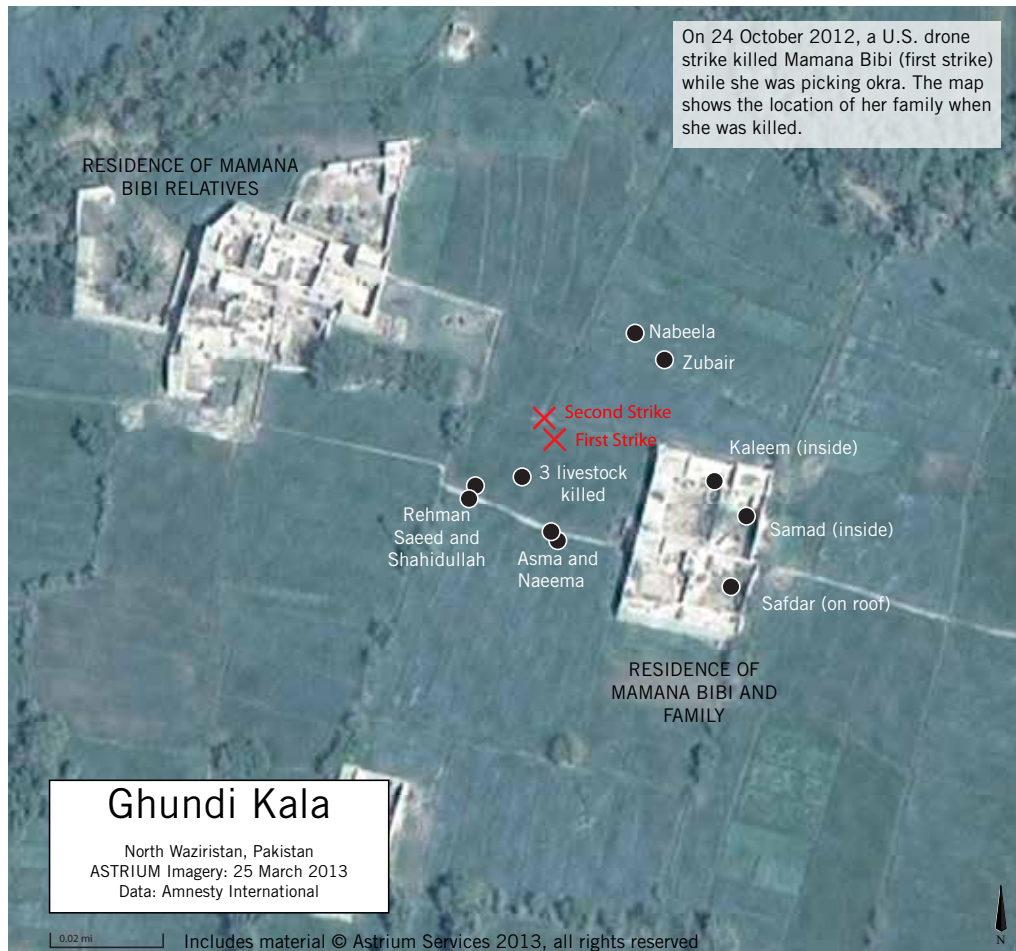 On 24 October 2012, a U.S. drone
strike killed Mamana Bibi (first strike)
while she was picking okra. The map
shows the location of her family when
she was killed.
RESIDENCE OF MAMANA
BIBI RELATIVES
Nabeela
Zubair
Second Strike
First Strike
Kaleem (inside)
3 livestock
killed
Rehman
Saeed and
Shahidullah
Asma and
Naeema
Samad (inside)
Safdar (on roof)
RESIDENCE OF
MAMANA BIBI AND
FAMILY
Ghundi Kala
North Waziristan, Pakistan
ASTRIUM Imagery: 25 March 2013
Data: Amnesty International
0.02 mi
Includes material © Astrium Services 2013, all rights reserved
N